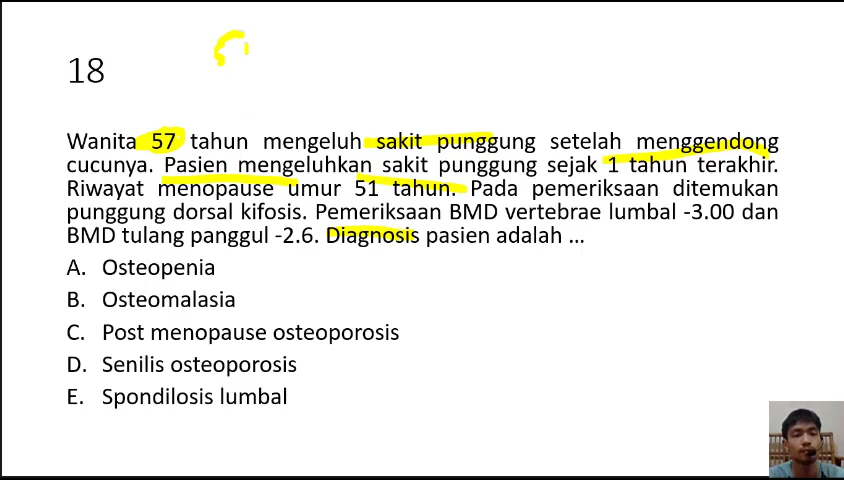 18
Wanita 57 tahun mengeluh sakit punggung setelah menggendong
cucunya. Pasien mengeluhkan sakit punggung sejak 1 tahun terakhir.
Riwayat menopause umur 51 tahun. Pada pemeriksaan ditemukan
punggung dorsal kifosis. Pemeriksaan BMD vertebrae lumbal -3.00 dan
BMD tulang panggul -2.6. Diagnosis pasien adalah ...
A. Osteopenia
B. Osteomalasia
C. Post menopause osteoporosis
D. Senilis osteoporosis
E. Spondilosis lumbal